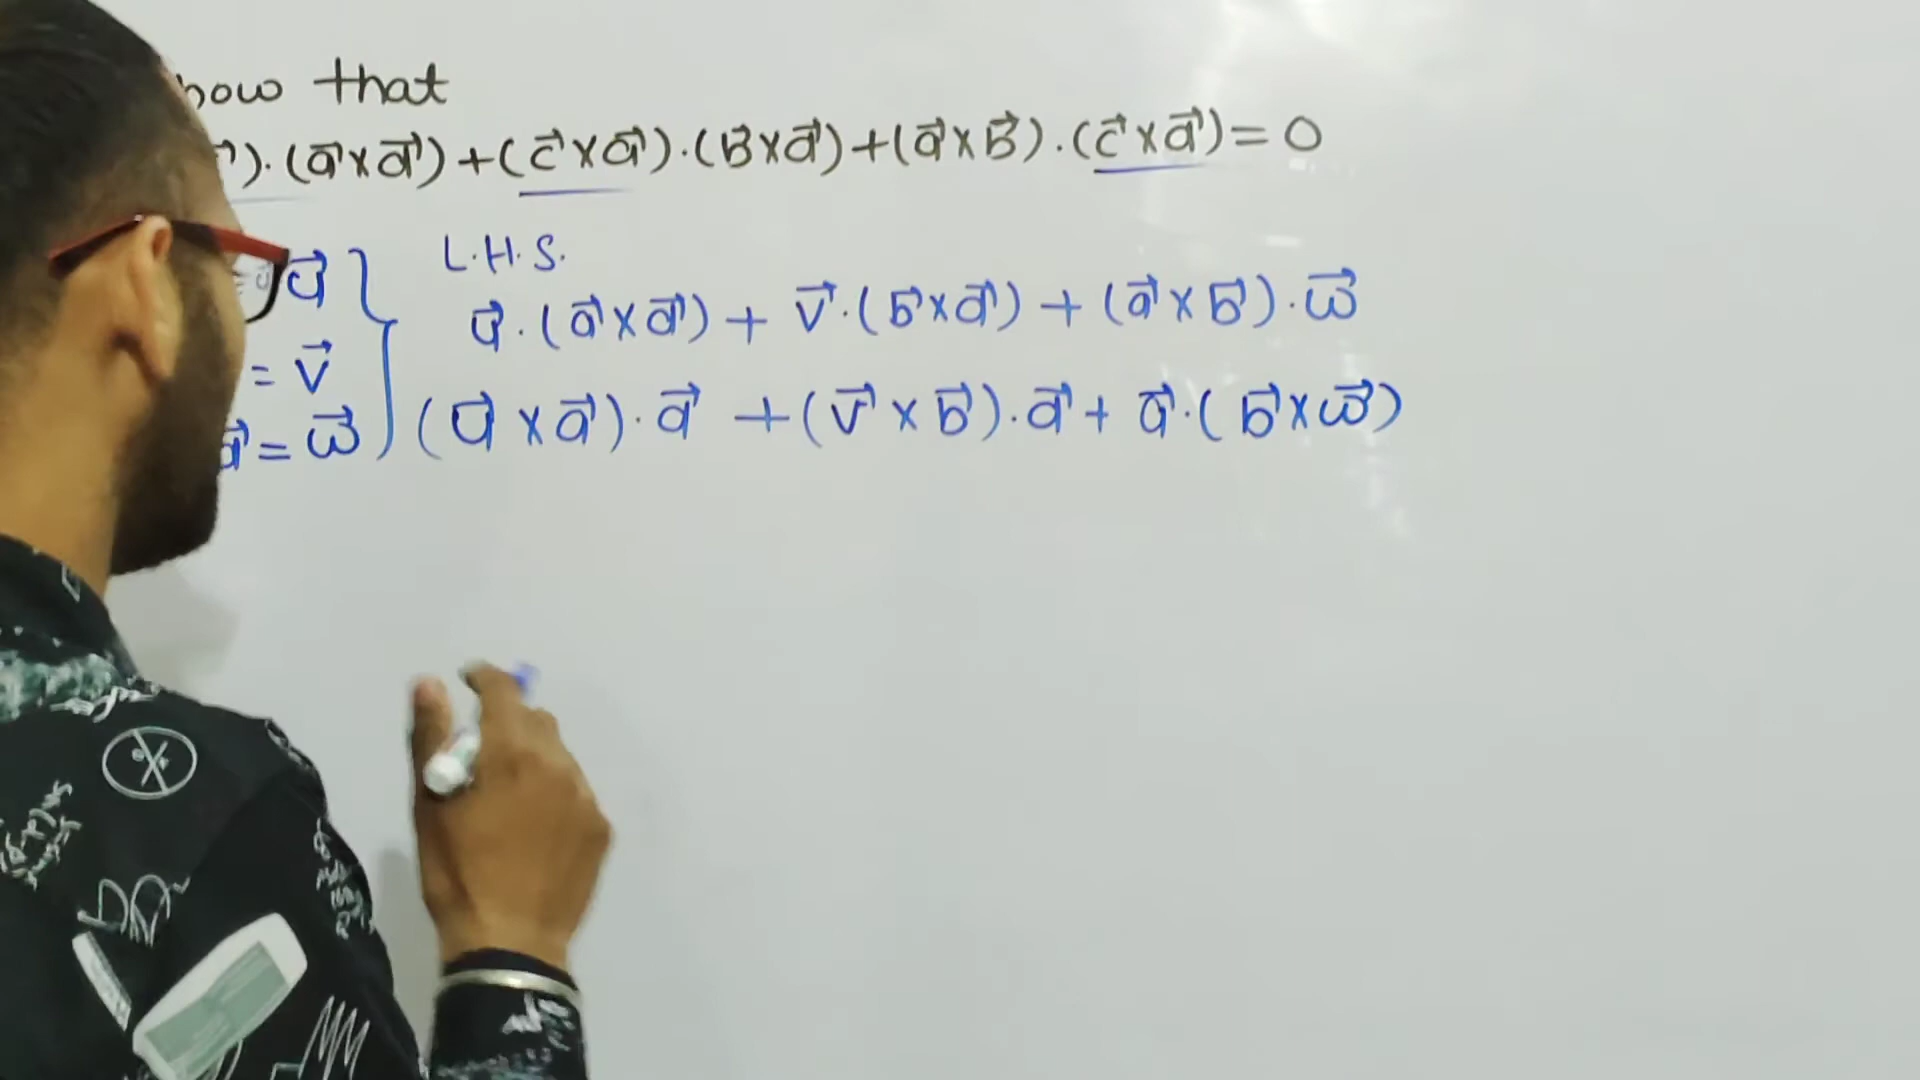 how that
⃗).(a⃗×d⃗)+(c⃗×a⃗).(b⃗×d⃗)+(a⃗×b⃗).(c⃗×d⃗)=0
L.H.S.
u⃗
u⃗.(a⃗×d⃗)+v⃗.(b⃗×d⃗)+(a⃗×b⃗).w⃗
=v⃗
d⃗=w⃗
(u⃗×a⃗).d⃗+(v⃗×b⃗).d⃗+a⃗.(b⃗×w⃗)